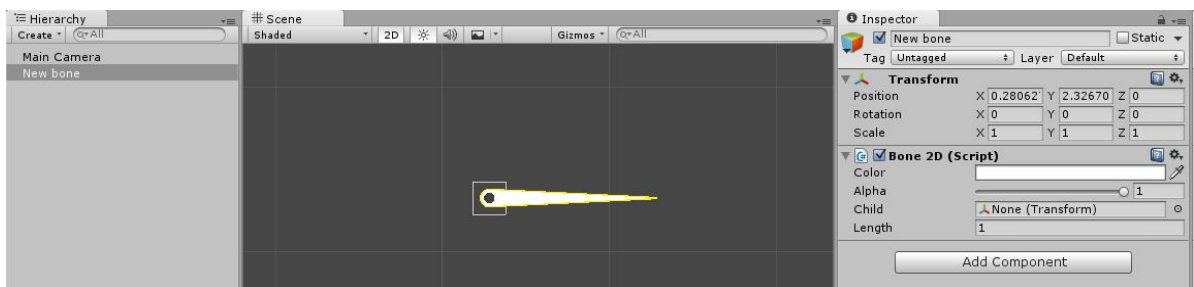 Hierarchy
Create
All
Main Camera
New bone
Scene
Shaded
2D
Gizmos
All
Inspector
New bone
Static
Tag Untagged Layer Default
Transform
Position X 0.28062 Y 2.32670 Z 0
Rotation X 0 Y 0 Z 0
Scale X 1 Y 1 Z 1
Bone 2D (Script)
Color
Alpha 1
Child None (Transform)
Length 1
Add Component